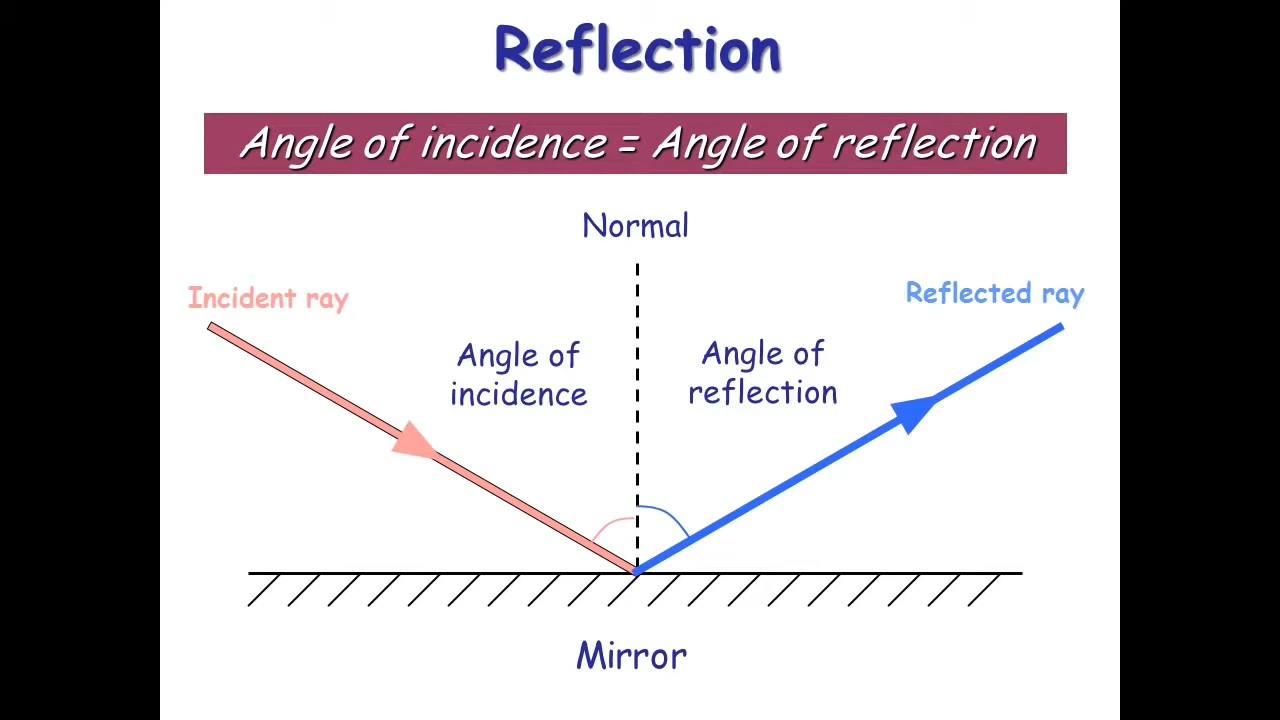 Reflection
Angle of incidence = Angle of reflection
Normal
Incident ray
Reflected ray
Angle of
incidence
Angle of
reflection
Mirror